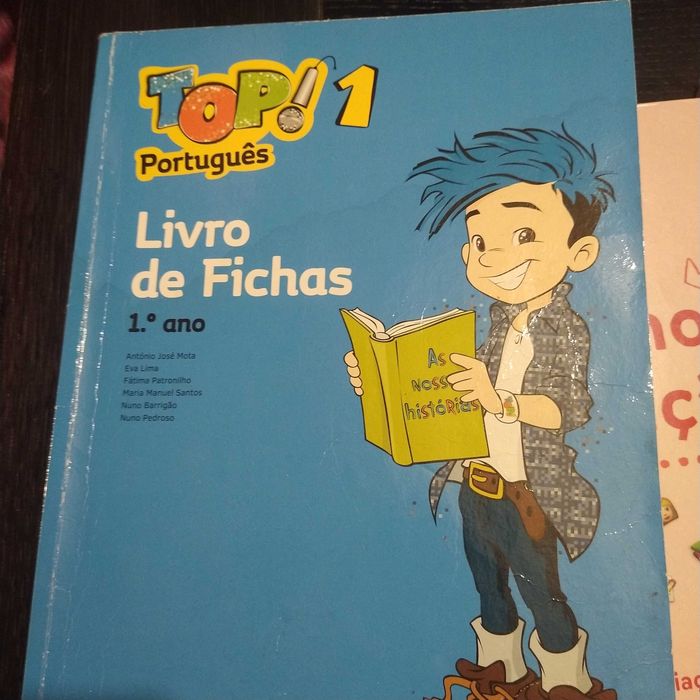 TOP! 1
Português
Livro
de Fichas
1.º ano
António José Mota
Eva Lima
Fátima Patronilho
Maria Manuel Santos
Nuno Barrigão
Nuno Pedroso
As
nossas
histórias